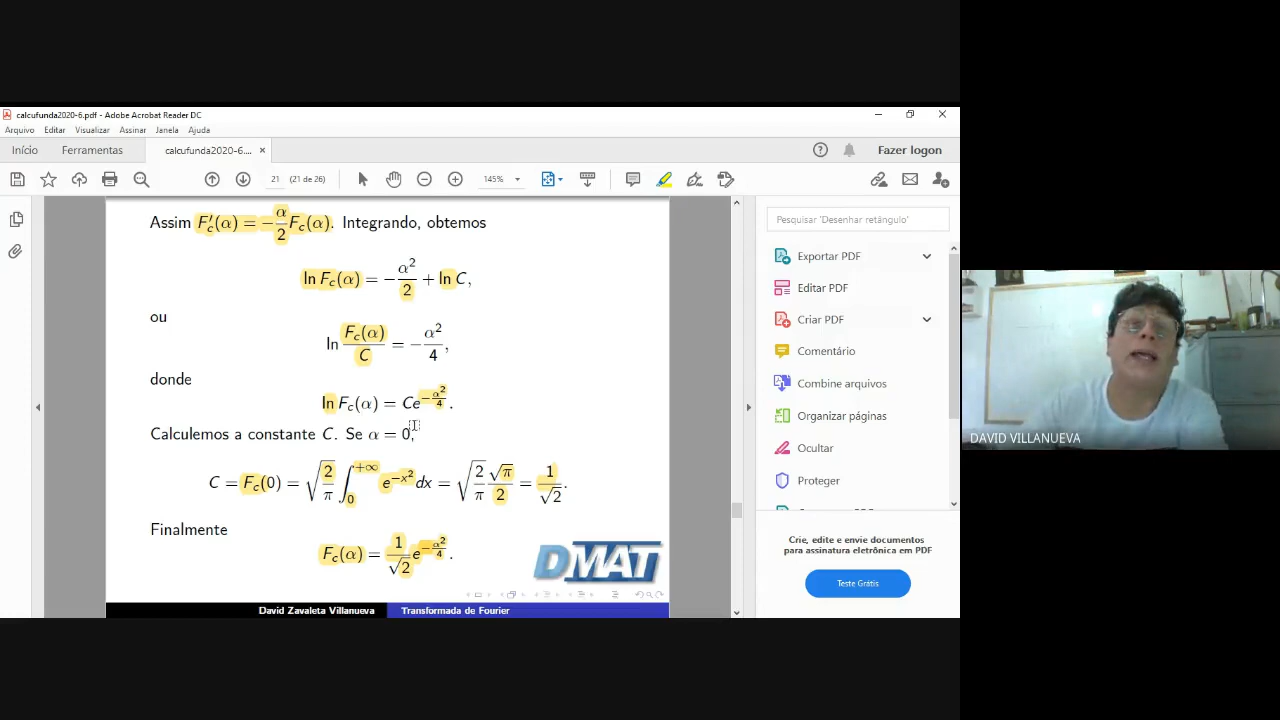 calcufunda2020-6.pdf - Adobe Acrobat Reader DC
Arquivo Editar Visualizar Assinar Janela Ajuda
Início Ferramentas calcufunda2020-6.... × Fazer logon
21 (21 de 26) 145%
Assim F′c(α) = −α/2 Fc(α). Integrando, obtemos
ln Fc(α) = −α²/2 + ln C,
ou
ln Fc(α)/C = −α²/4,
donde
ln Fc(α) = Ce^(−α²/4).
Calculemos a constante C. Se α = 0,
C = Fc(0) = √(2/π) ∫₀^(+∞) e^(−x²) dx = √(2/π) √π/2 = 1/√2.
Finalmente
Fc(α) = 1/√2 e^(−α²/4).
DMAT
David Zavaleta Villanueva Transformada de Fourier
Pesquisar 'Desenhar retângulo'
Exportar PDF
Editar PDF
Criar PDF
Comentário
Combine arquivos
Organizar páginas
Ocultar
Proteger
Crie, edite e envie documentos
para assinatura eletrônica em PDF
Teste Grátis
DAVID VILLANUEVA